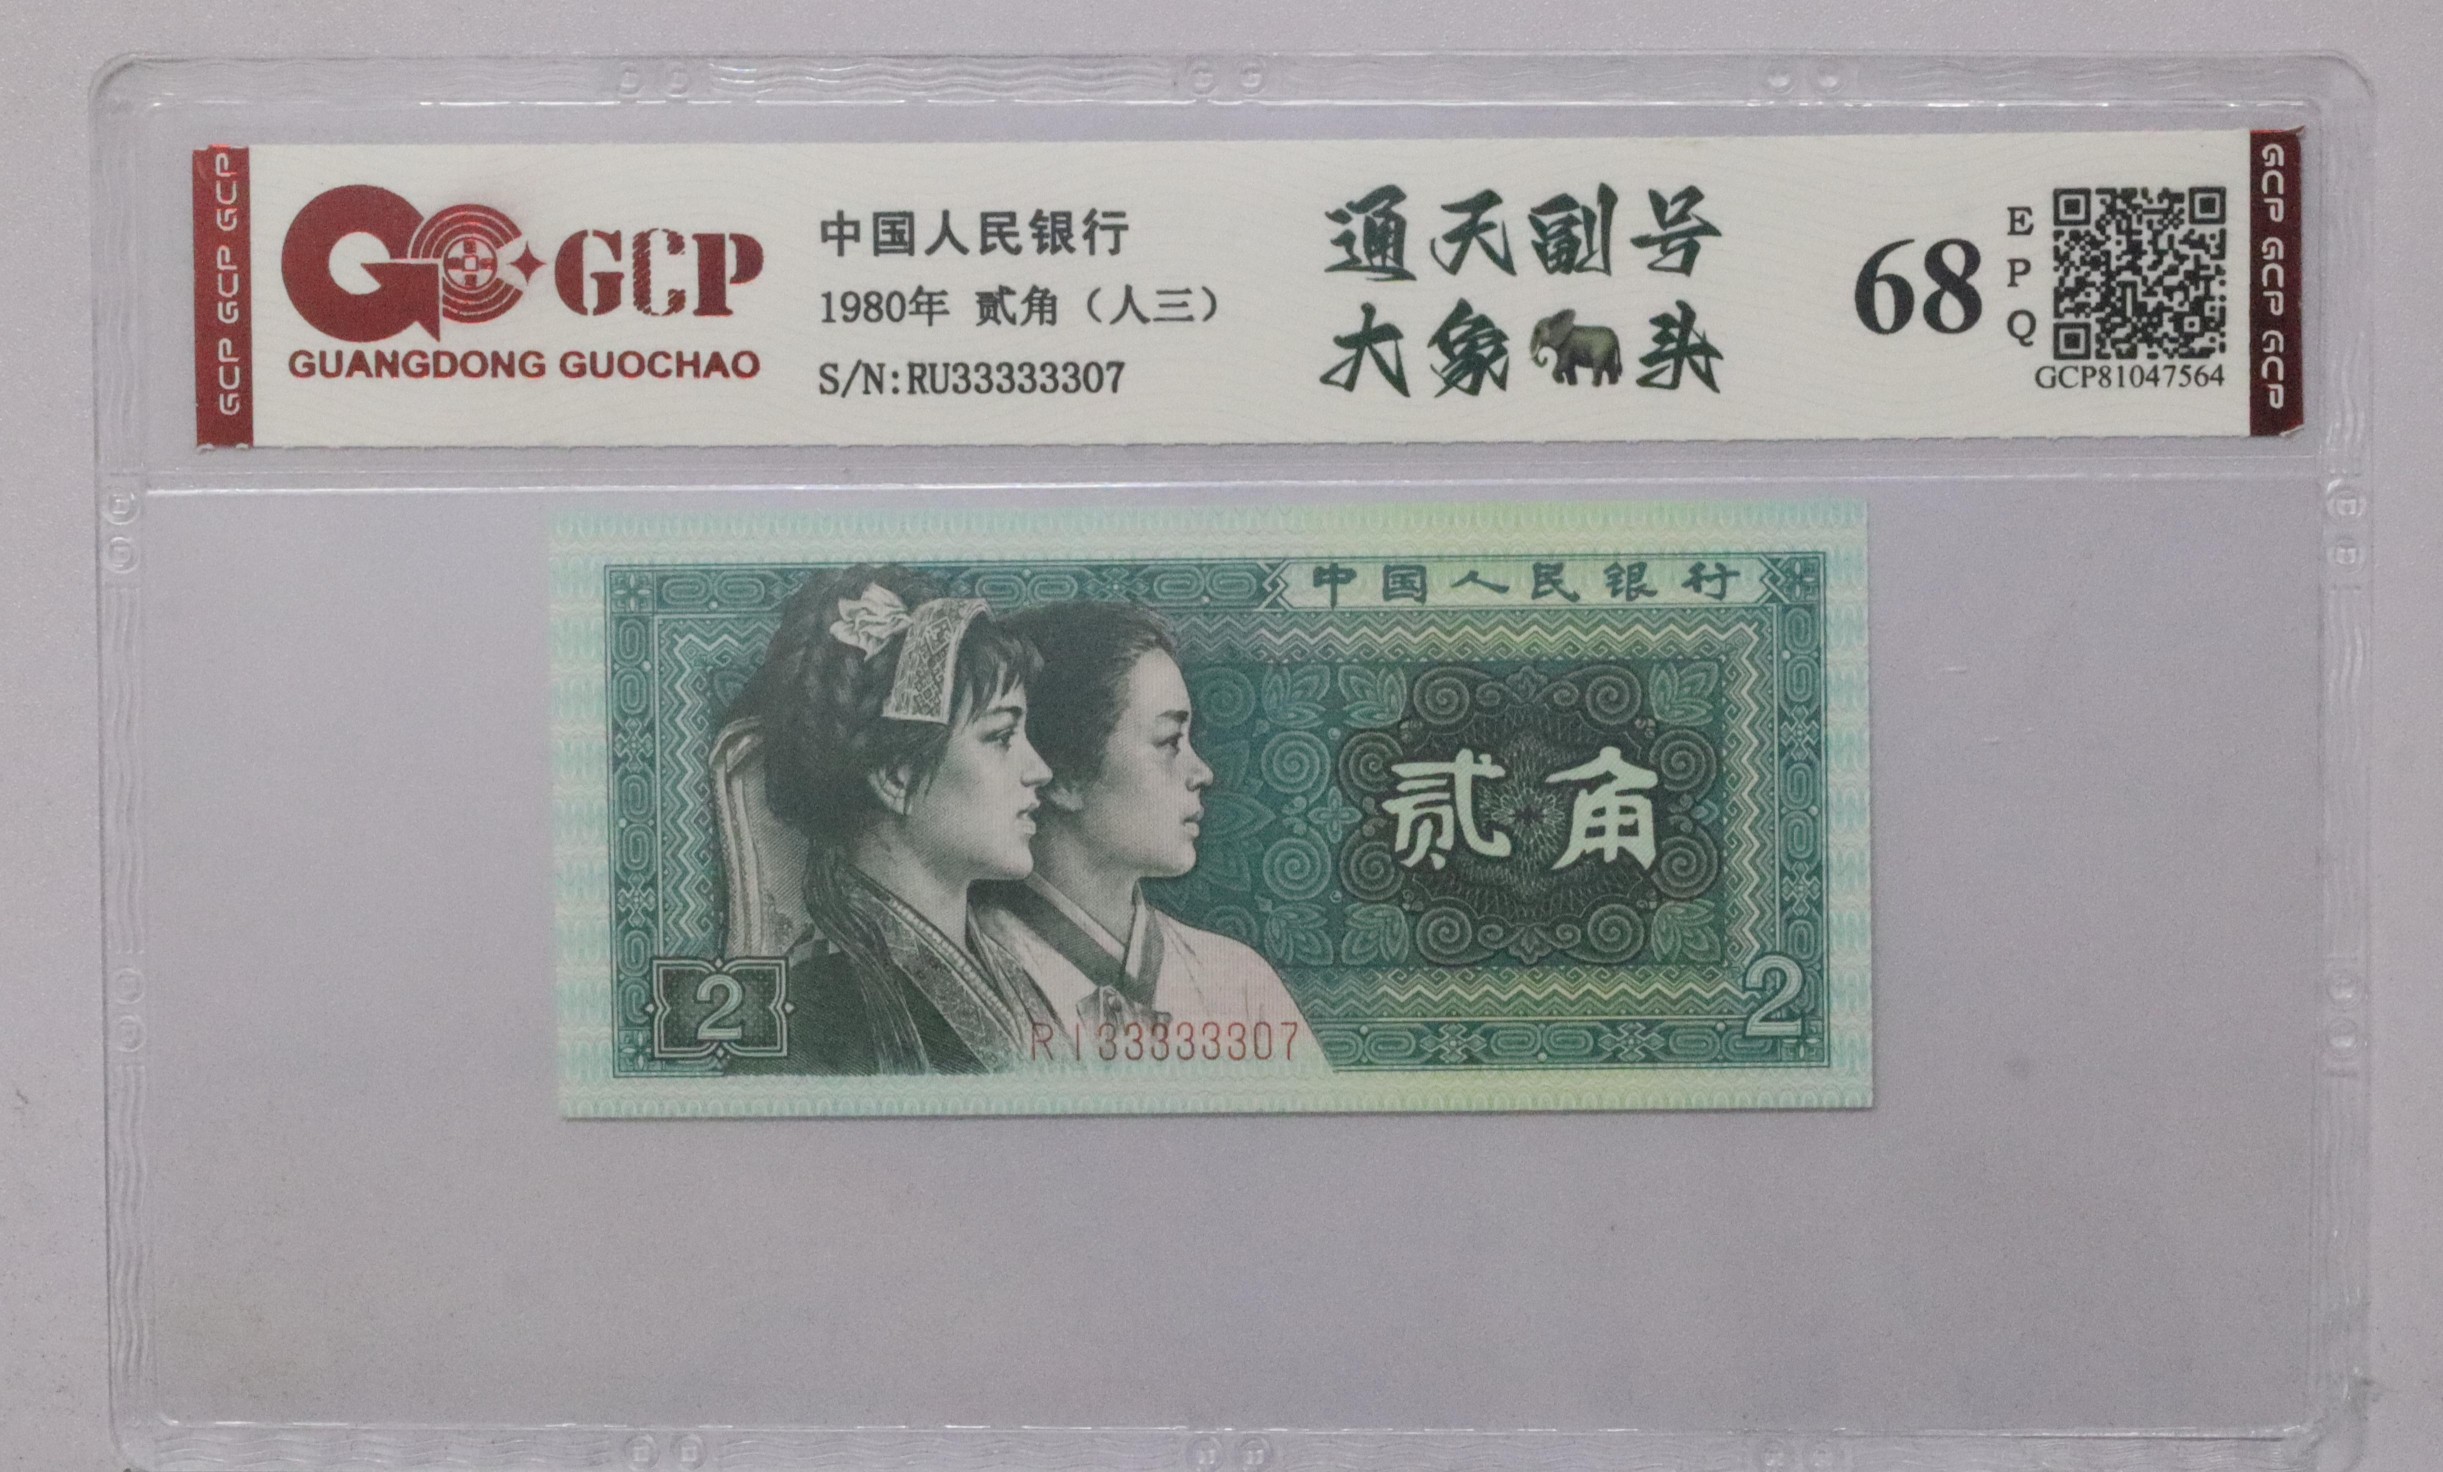 GCP GCP GCP
GCP
GUANGDONG GUOCHAO
中国人民银行
1980年 贰角（人三）
S/N:RU33333307
通天副号
大象🐘头
68
EPQ
GCP81047564
GCP GCP GCP
中国人民银行
贰角
2
RI33333307
2